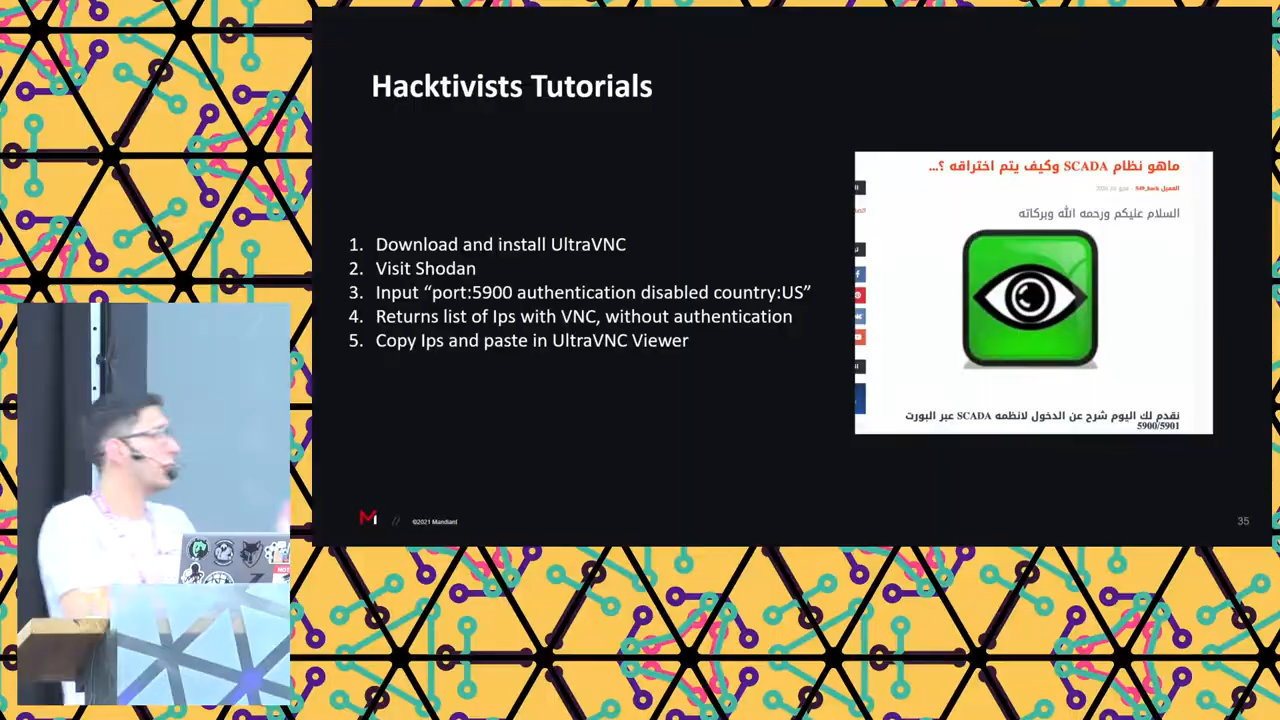 Hacktivists Tutorials
1. Download and install UltraVNC
2. Visit Shodan
3. Input “port:5900 authentication disabled country:US”
4. Returns list of Ips with VNC, without authentication
5. Copy Ips and paste in UltraVNC Viewer
ماهو نظام SCADA وكيف يتم اختراقه ؟...
السلام عليكم ورحمه الله وبركاته
نقدم لك اليوم شرح عن الدخول لانظمه SCADA عبر البورت
5900/5901
©2021 Mandiant
35